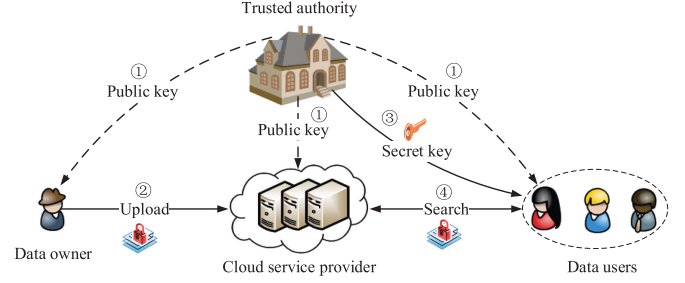 Trusted authority
①
Public key
①
Public key
①
Public key
③
Secret key
②
Upload
④
Search
Data owner
Cloud service provider
Data users